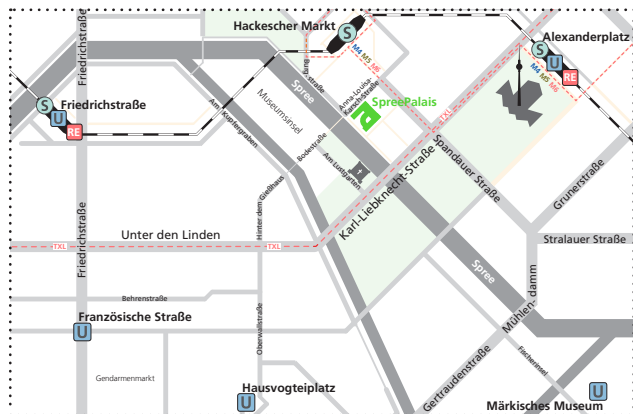 Hackescher Markt
S
Alexanderplatz
S
U
RE
M4 M5 M6
M4 M5 M6
Friedrichstraße
Burgstraße
Spree
Anna-Louisa-
Karsch-Straße
SpreePalais
TXL
S
U
RE
Friedrichstraße
Am Kupfergraben
Museumsinsel
Bodestraße
Am Lustgarten
Spandauer Straße
Karl-Liebknecht-Straße
Grunerstraße
Hinter dem Gießhaus
Friedrichstraße
Unter den Linden
TXL
TXL
Stralauer Straße
Spree
Mühlen-
damm
Behrenstraße
Französische Straße
U
Oberwallstraße
Fischerinsel
Gertraudenstraße
Gendarmenmarkt
Hausvogteiplatz
U
U
Märkisches Museum